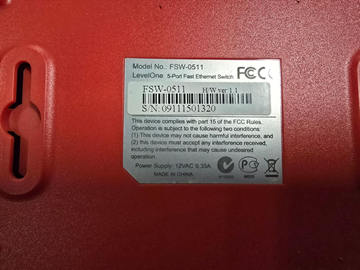 Model No.: FSW-0511
LevelOne 5-Port Fast Ethernet Switch
FCC
FSW-0511 H/W ver: 1.1
S/N: 09111501320
This device complies with part 15 of the FCC Rules.
Operation is subject to the following two conditions:
(1) This device may not cause harmful interference, and
(2) this device must accept any interference received,
including interference that may cause undesired
operation.
Power Supply: 12VAC 0.35A
MADE IN CHINA